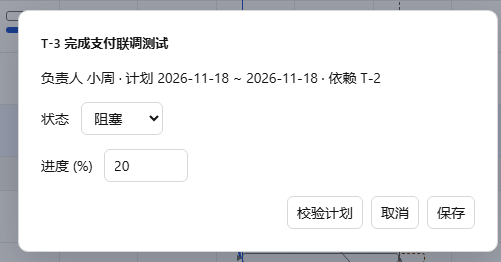 T-3 完成支付联调测试
负责人 小周 · 计划 2026-11-18 ~ 2026-11-18 · 依赖 T-2
状态 阻塞
进度 (%) 20
校验计划 取消 保存